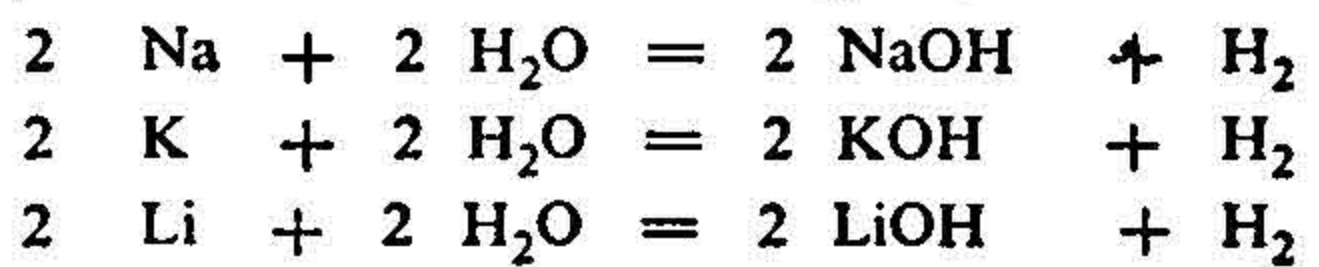 2 Na + 2 H₂O = 2 NaOH + H₂
2 K + 2 H₂O = 2 KOH + H₂
2 Li + 2 H₂O = 2 LiOH + H₂